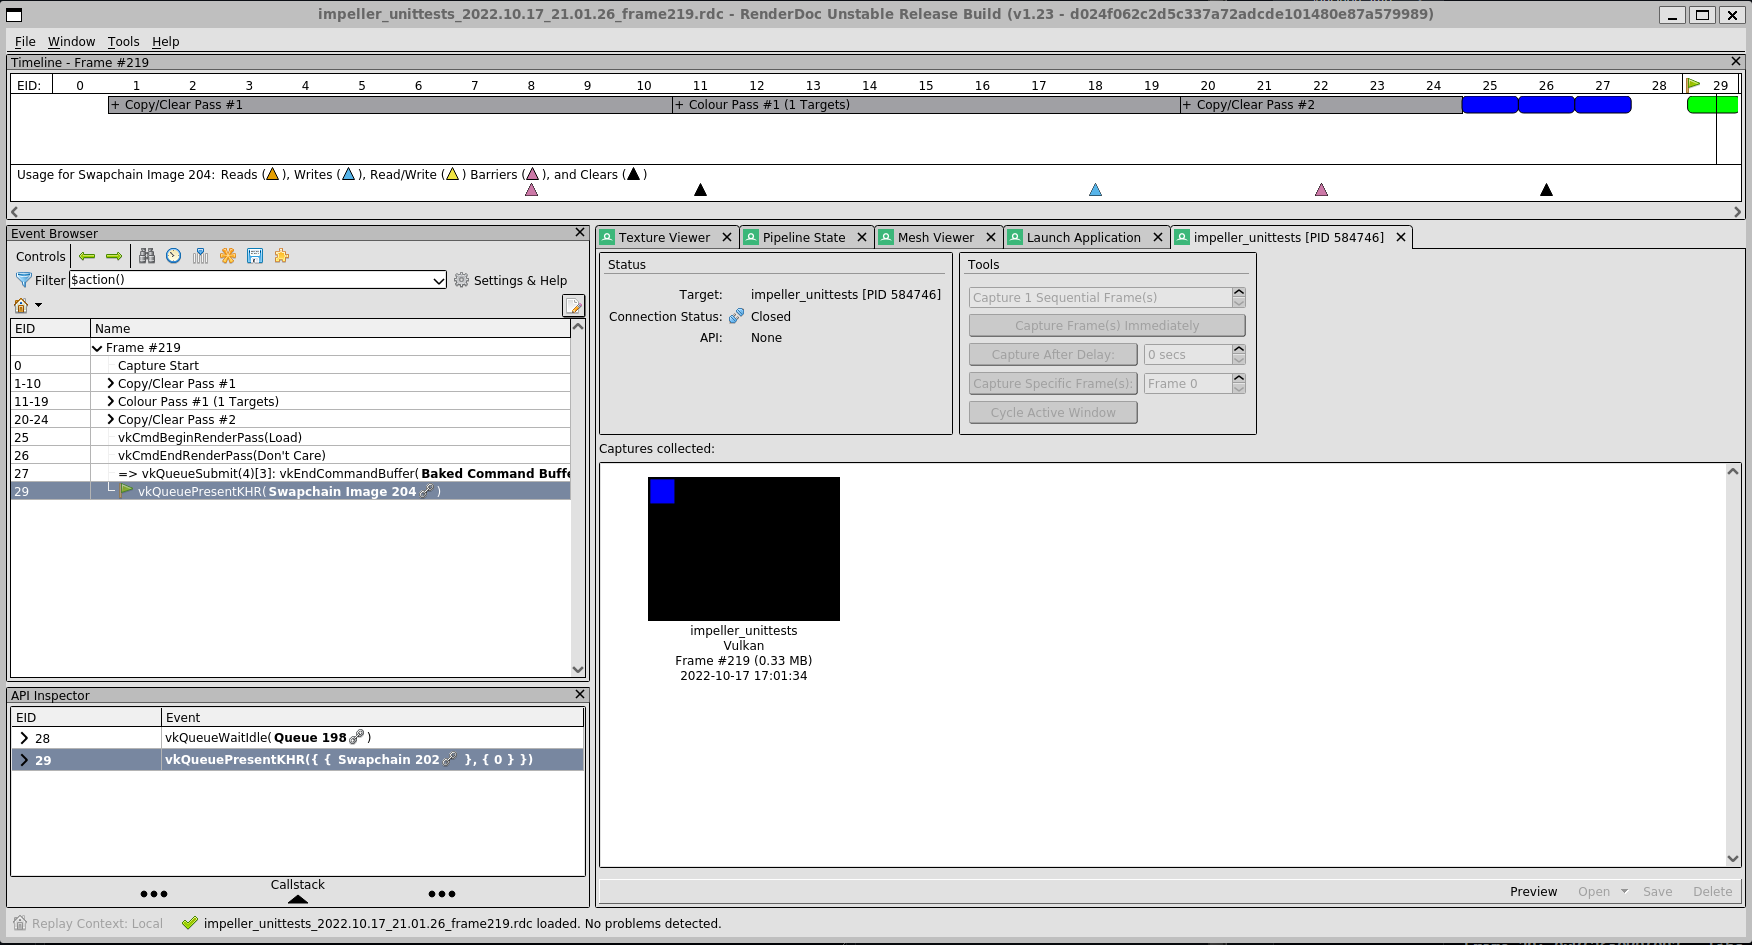 impeller_unittests_2022.10.17_21.01.26_frame219.rdc - RenderDoc Unstable Release Build (v1.23 - d024f062c2d5c337a72adcde101480e87a579989)
File Window Tools Help
Timeline - Frame #219
EID: 0 1 2 3 4 5 6 7 8 9 10 11 12 13 14 15 16 17 18 19 20 21 22 23 24 25 26 27 28 29
+ Copy/Clear Pass #1 + Colour Pass #1 (1 Targets) + Copy/Clear Pass #2
Usage for Swapchain Image 204: Reads ( ), Writes ( ), Read/Write ( ) Barriers ( ), and Clears ( )
Event Browser
Controls
Filter $action() Settings & Help
EID Name
Frame #219
0 Capture Start
1-10 Copy/Clear Pass #1
11-19 Colour Pass #1 (1 Targets)
20-24 Copy/Clear Pass #2
25 vkCmdBeginRenderPass(Load)
26 vkCmdEndRenderPass(Don't Care)
27 => vkQueueSubmit(4)[3]: vkEndCommandBuffer(Baked Command Buffe
29 vkQueuePresentKHR(Swapchain Image 204 )
API Inspector
EID Event
28 vkQueueWaitIdle(Queue 198 )
29 vkQueuePresentKHR({ { Swapchain 202 }, { 0 } })
Callstack
Texture Viewer Pipeline State Mesh Viewer Launch Application impeller_unittests [PID 584746]
Status
Target: impeller_unittests [PID 584746]
Connection Status: Closed
API: None
Tools
Capture 1 Sequential Frame(s)
Capture Frame(s) Immediately
Capture After Delay: 0 secs
Capture Specific Frame(s): Frame 0
Cycle Active Window
Captures collected:
impeller_unittests
Vulkan
Frame #219 (0.33 MB)
2022-10-17 17:01:34
Preview Open Save Delete
Replay Context: Local impeller_unittests_2022.10.17_21.01.26_frame219.rdc loaded. No problems detected.